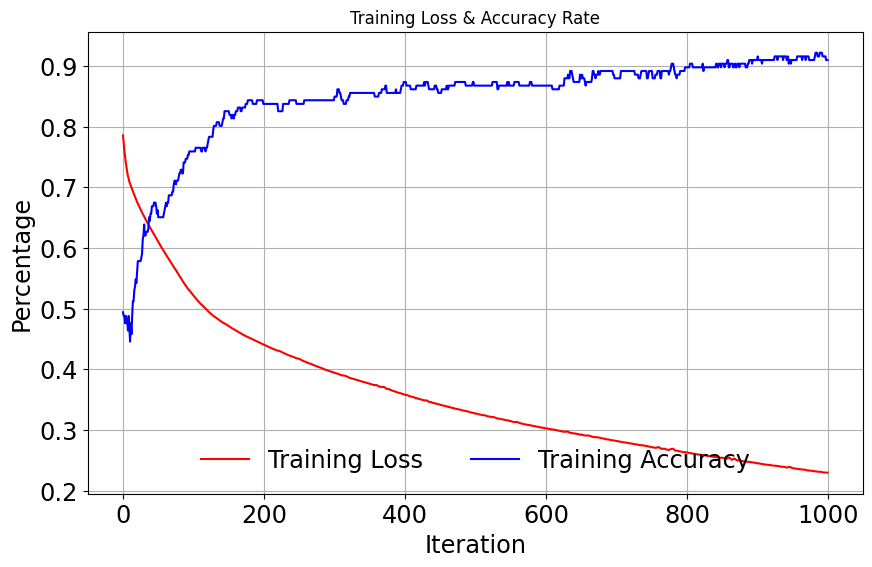 Training Loss & Accuracy Rate
Percentage
0.9
0.8
0.7
0.6
0.5
0.4
0.3
0.2
Training Loss
Training Accuracy
0 200 400 600 800 1000
Iteration